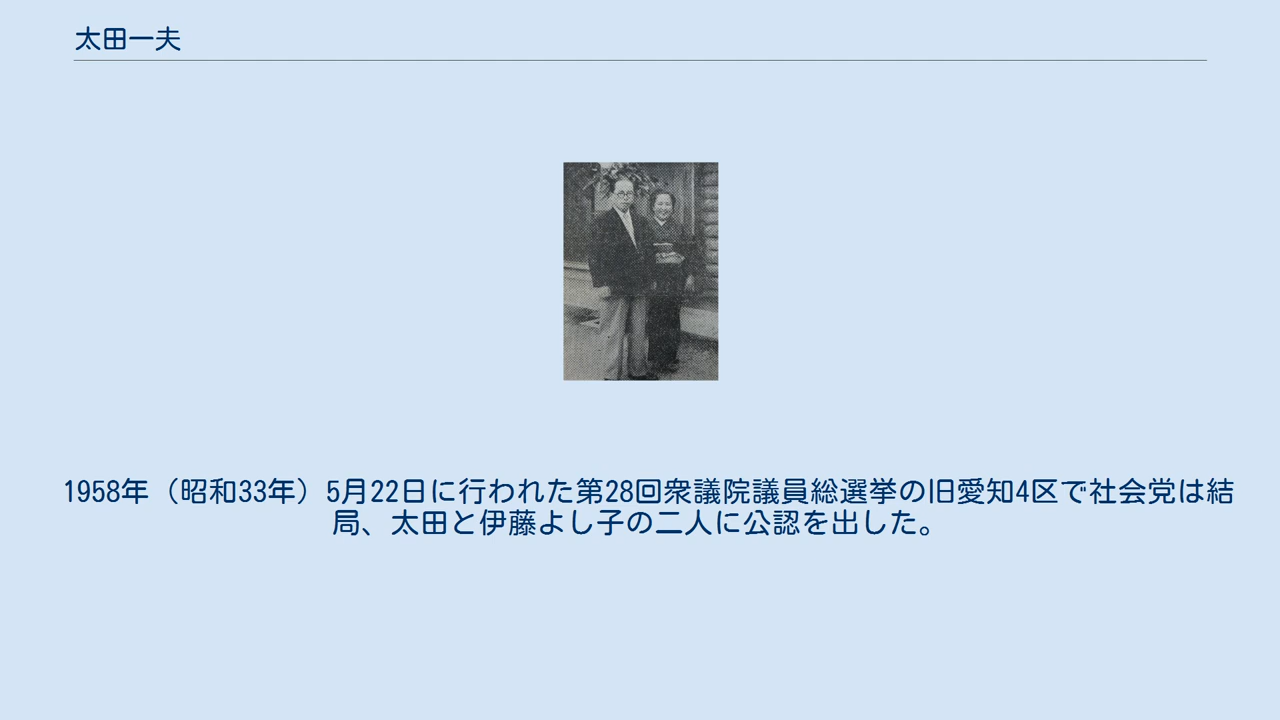 太田一夫
1958年（昭和33年）5月22日に行われた第28回衆議院議員総選挙の旧愛知4区で社会党は結
局、太田と伊藤よし子の二人に公認を出した。